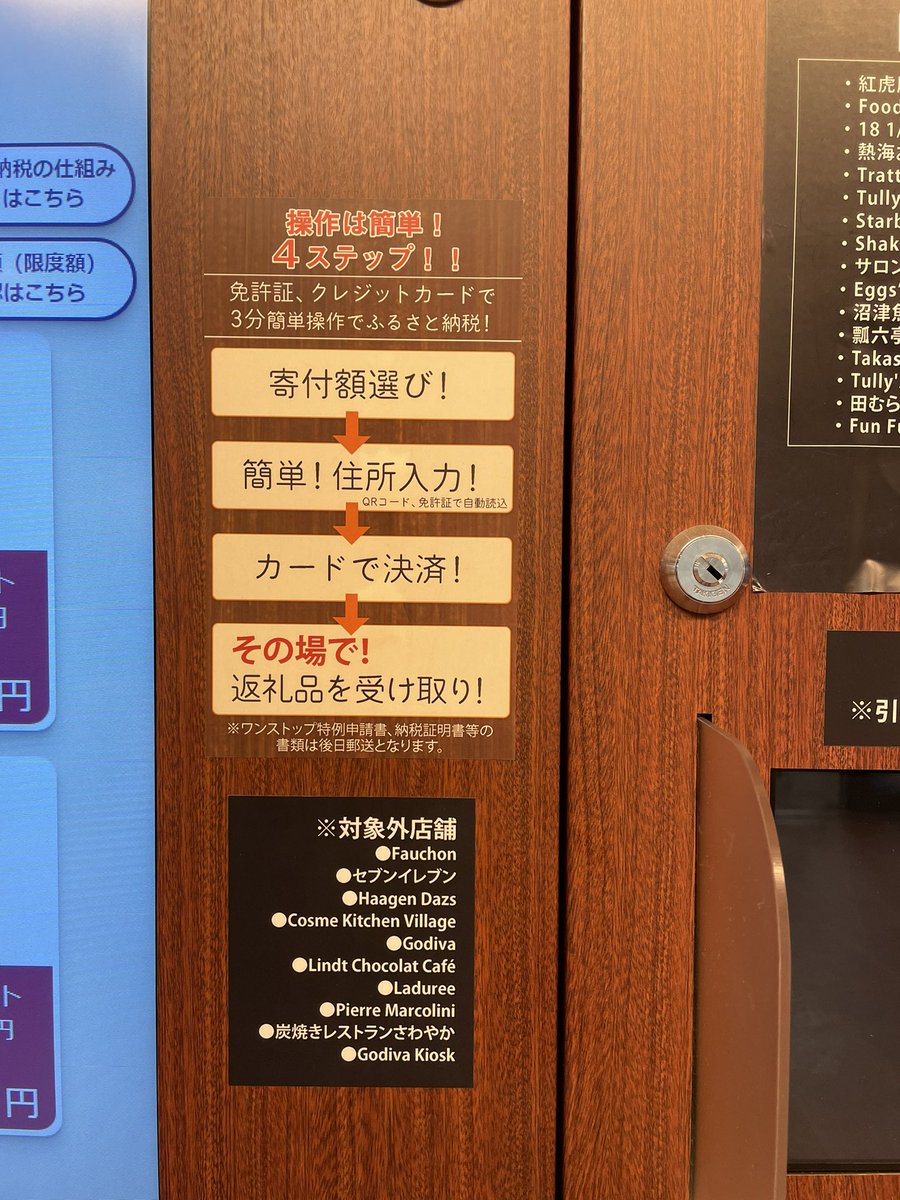 納税の仕組み
はこちら
（限度額）
はこちら
ト
円
円
ト
円
円
操作は簡単！
4ステップ！！
免許証、クレジットカードで
3分簡単操作でふるさと納税！
寄付額選び！
簡単！住所入力！
QRコード、免許証で自動読込
カードで決済！
その場で！
返礼品を受け取り！
※ワンストップ特例申請書、納税証明書等の
書類は後日郵送となります。
※対象外店舗
●Fauchon
●セブンイレブン
●Haagen Dazs
●Cosme Kitchen Village
●Godiva
●Lindt Chocolat Café
●Laduree
●Pierre Marcolini
●炭焼きレストランさわやか
●Godiva Kiosk
・紅虎
・Food
・18 1/
・熱海
・Tratt
・Tully
・Starb
・Shak
・サロン
・Eggs'
・沼津魚
・瓢六亭
・Takas
・Tully'
・田むら
・Fun Fu
TAKIGEN
※引